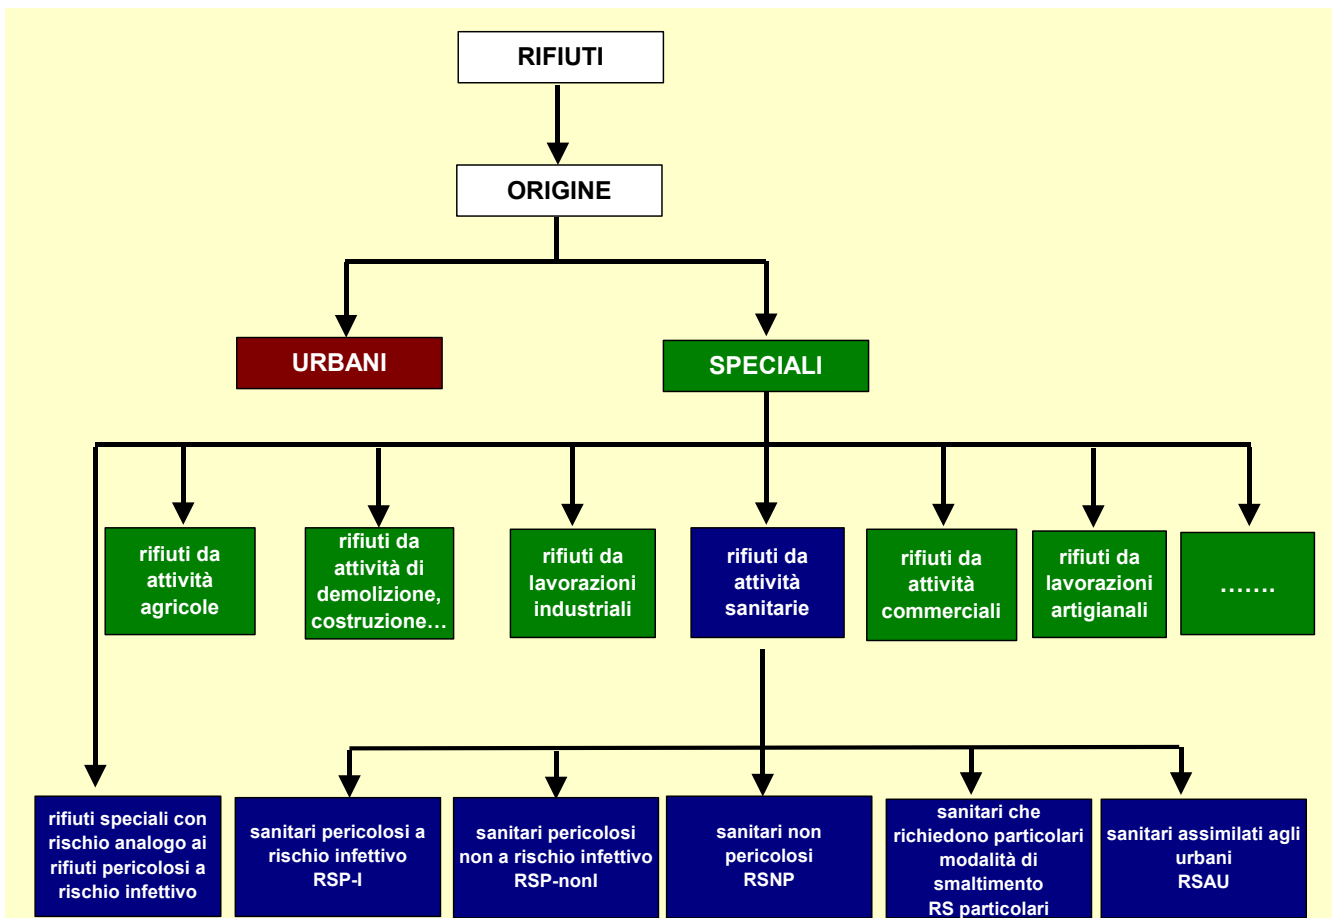 RIFIUTI
ORIGINE
URBANI
SPECIALI
rifiuti da
attività
agricole
rifiuti da
attività di
demolizione,
costruzione…
rifiuti da
lavorazioni
industriali
rifiuti da
attività
sanitarie
rifiuti da
attività
commerciali
rifiuti da
lavorazioni
artigianali
…….
rifiuti speciali con
rischio analogo ai
rifiuti pericolosi a
rischio infettivo
sanitari pericolosi a
rischio infettivo
RSP-I
sanitari pericolosi
non a rischio infettivo
RSP-nonI
sanitari non
pericolosi
RSNP
sanitari che
richiedono particolari
modalità di
smaltimento
RS particolari
sanitari assimilati agli
urbani
RSAU